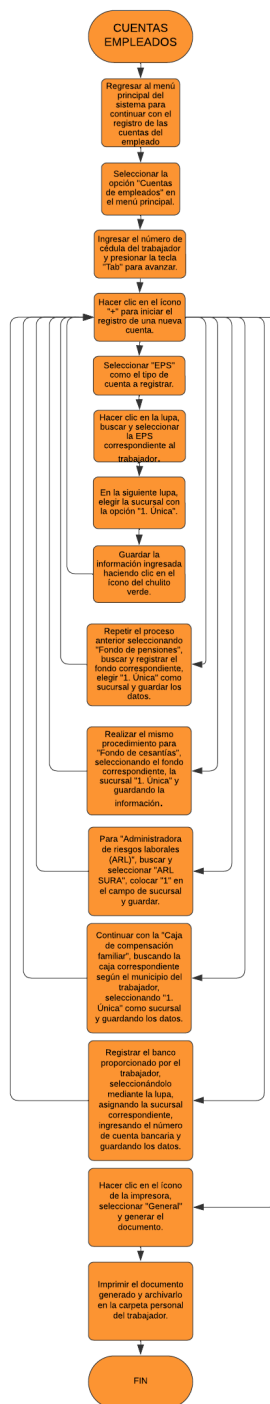 CUENTAS
EMPLEADOS
Regresar al menú
principal del
sistema para
continuar con el
registro de las
cuentas del
empleado
Seleccionar la
opción "Cuentas
de empleados" en
el menú principal.
Ingresar el número de
cédula del trabajador
y presionar la tecla
"Tab" para avanzar.
Hacer clic en el ícono
"+" para iniciar el
registro de una nueva
cuenta.
Seleccionar "EPS"
como el tipo de
cuenta a registrar.
Hacer clic en la lupa,
buscar y seleccionar
la EPS
correspondiente al
trabajador.
En la siguiente lupa,
elegir la sucursal con
la opción "1. Única".
Guardar la
información ingresada
haciendo clic en el
ícono del chulito
verde.
Repetir el proceso
anterior seleccionando
"Fondo de pensiones",
buscar y registrar el
fondo correspondiente,
elegir "1. Única" como
sucursal y guardar los
datos.
Realizar el mismo
procedimiento para
"Fondo de cesantías",
seleccionando el fondo
correspondiente, la
sucursal "1. Única" y
guardando la
información.
Para "Administradora
de riesgos laborales
(ARL)", buscar y
seleccionar "ARL
SURA", colocar "1" en
el campo de sucursal
y guardar.
Continuar con la "Caja
de compensación
familiar", buscando la
caja correspondiente
según el municipio del
trabajador,
seleccionando "1.
Única" como sucursal
y guardando los datos.
Registrar el banco
proporcionado por el
trabajador,
seleccionándolo
mediante la lupa,
asignando la sucursal
correspondiente,
ingresando el número
de cuenta bancaria y
guardando los datos.
Hacer clic en el ícono
de la impresora,
seleccionar "General"
y generar el
documento.
Imprimir el documento
generado y archivarlo
en la carpeta personal
del trabajador.
FIN